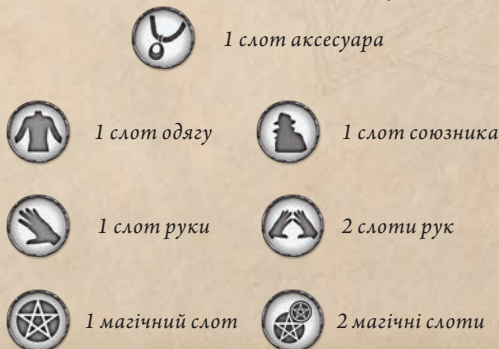 1 слот аксесуара
1 слот одягу
1 слот союзника
1 слот руки
2 слоти рук
1 магічний слот
2 магічні слоти